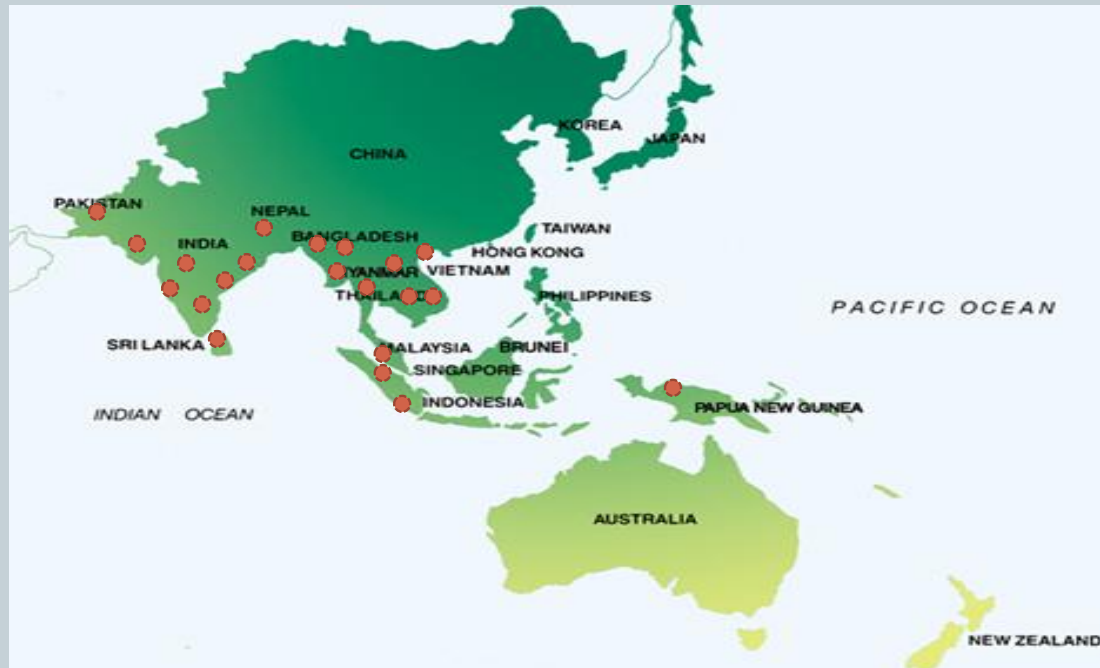 KOREA
JAPAN
CHINA
PAKISTAN
NEPAL
TAIWAN
BANGLADESH
INDIA
HONG KONG
VIETNAM
THAILAND
PHILIPPINES
PACIFIC OCEAN
SRI LANKA
MALAYSIA
BRUNEI
SINGAPORE
INDONESIA
PAPUA NEW GUINEA
INDIAN OCEAN
AUSTRALIA
NEW ZEALAND